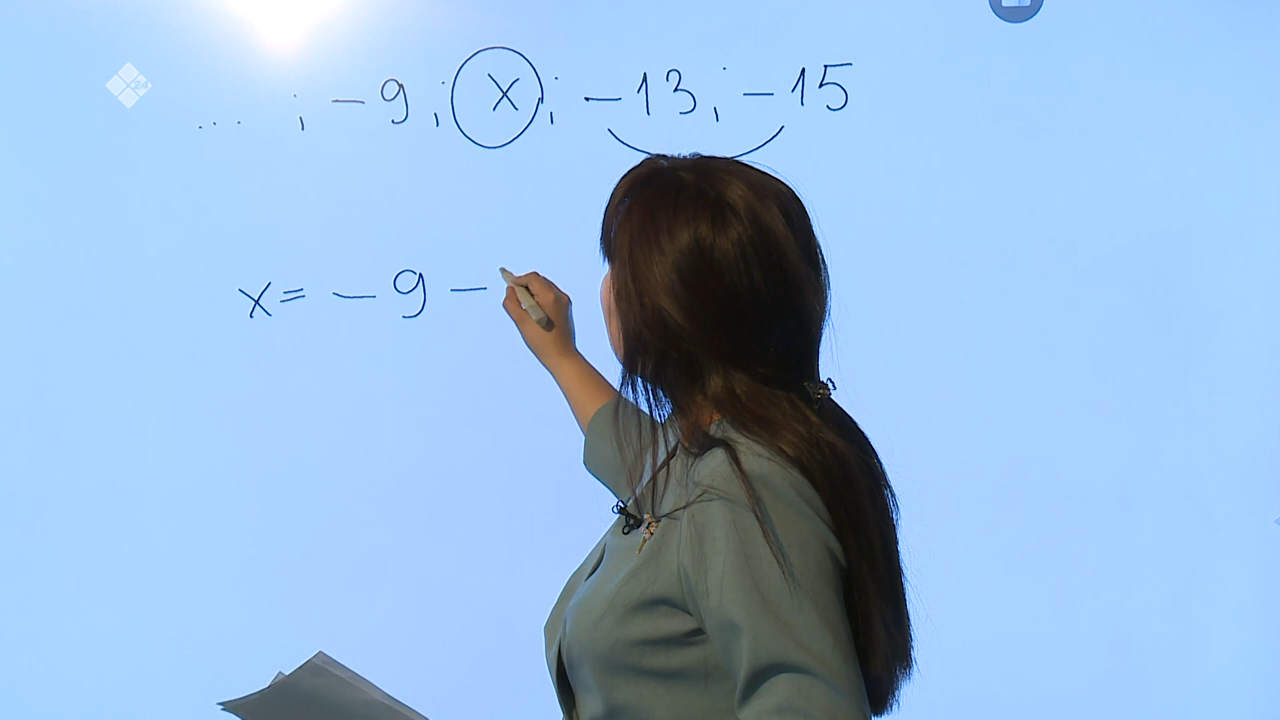 ... ; -9 ; x ; -13 ; -15
x = -9 -